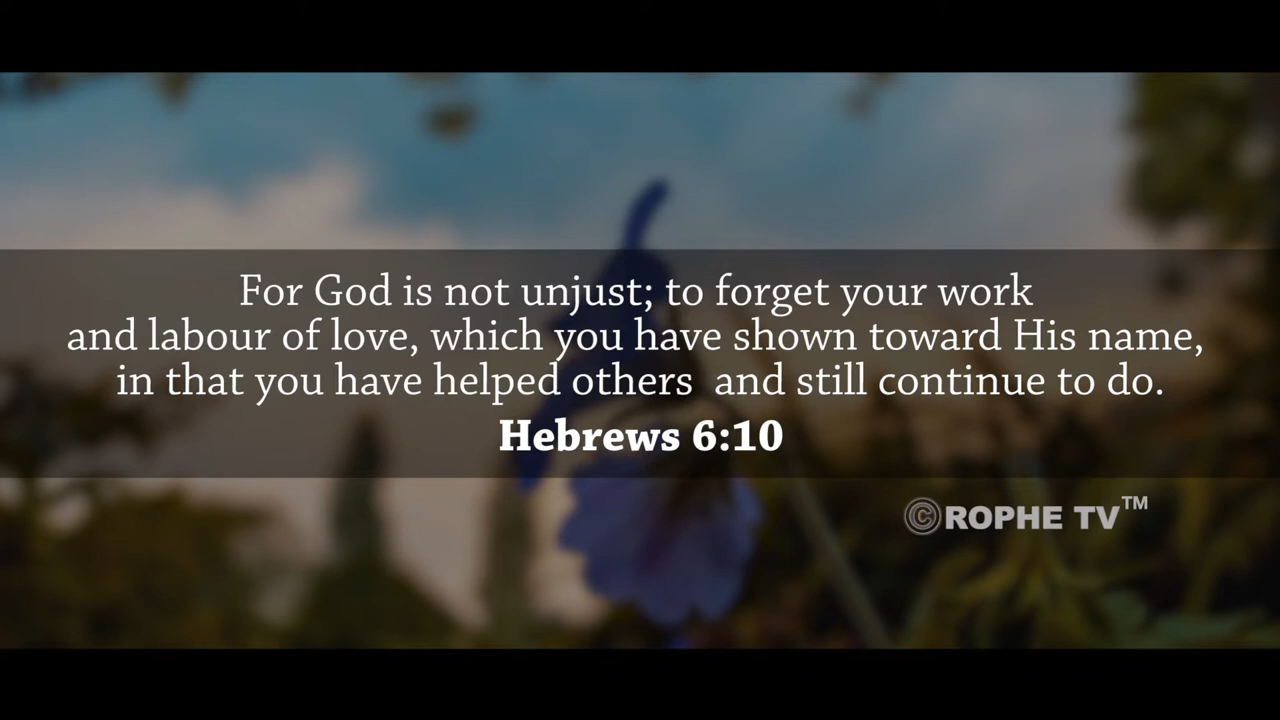 For God is not unjust; to forget your work
and labour of love, which you have shown toward His name,
in that you have helped others  and still continue to do.
Hebrews 6:10
©ROPHE TV™